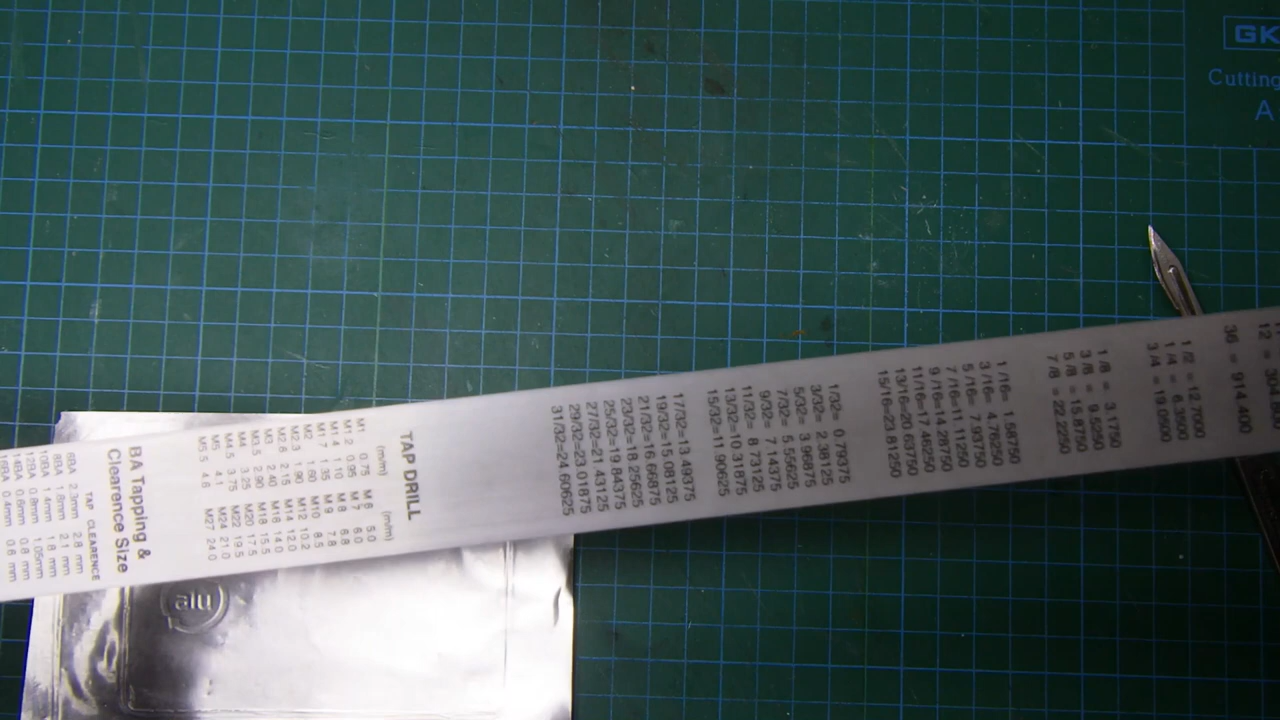 GK
Cutting
A
12 = 304.800
36 = 914.400
1/2 = 12.7000
1/4 = 6.3500
3/4 = 19.0500
1/8 = 3.1750
3/8 = 9.5250
5/8 = 15.8750
7/8 = 22.2250
1/16= 1.58750
3/16= 4.76250
5/16= 7.93750
7/16=11.11250
9/16=14.28750
11/16=17.46250
13/16=20.63750
15/16=23.81250
1/32= 0.79375
3/32= 2.38125
5/32= 3.96875
7/32= 5.55625
9/32= 7.14375
11/32= 8.73125
13/32=10.31875
15/32=11.90625
17/32=13.49375
19/32=15.08125
21/32=16.66875
23/32=18.25625
25/32=19.84375
27/32=21.43125
29/32=23.01875
31/32=24.60625
TAP DRILL
(m/m) (m/m)
M1 0.75 M6 5.0
M1.2 0.95 M7 6.0
M1.4 1.10 M8 6.8
M1.7 1.35 M9 7.8
M2 1.60 M10 8.5
M2.3 1.90 M12 10.2
M2.6 2.15 M14 12.0
M3 2.40 M16 14.0
M3.5 2.90 M18 15.5
M4 3.25 M20 17.5
M4.5 3.75 M22 19.5
M5 4.1 M24 21.0
M5.5 4.6 M27 24.0
BA Tapping &
Clearence Size
TAP CLEARENCE
6BA 2.3mm 2.8 mm
8BA 1.8mm 2.1 mm
10BA 1.4mm 1.8 mm
12BA 1.05mm
14BA 0.6mm 0.8 mm
16BA 0.4mm 0.6 mm
alu